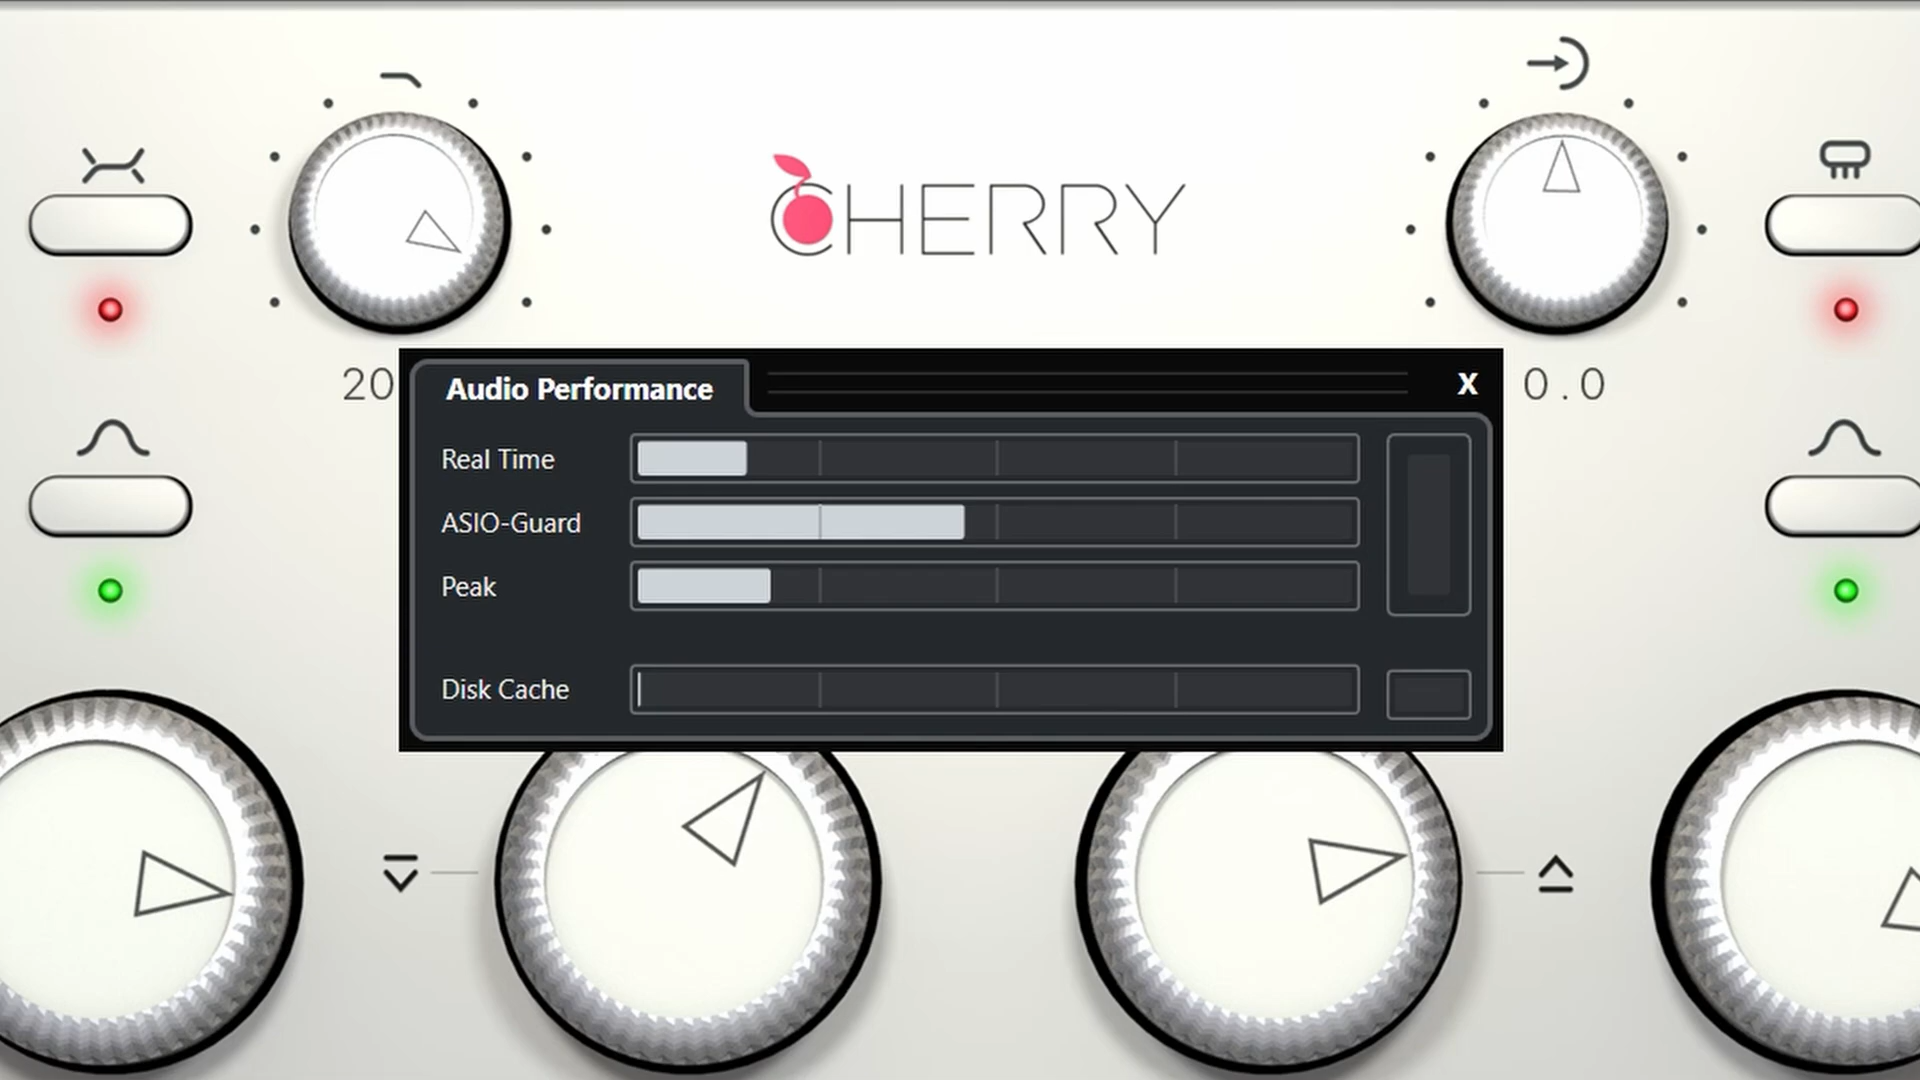 CHERRY
20
0.0
Audio Performance
X
Real Time
ASIO-Guard
Peak
Disk Cache